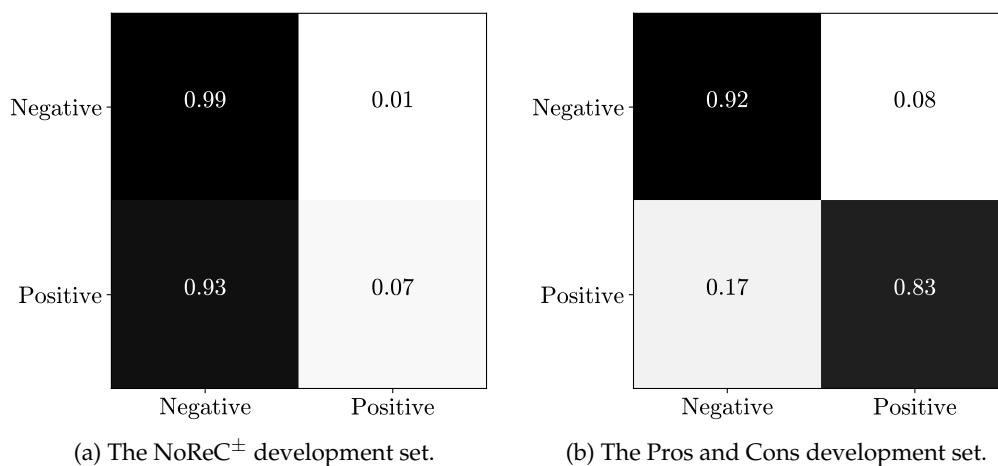 Negative 0.99 0.01
Positive 0.93 0.07
Negative Positive
(a) The NoReC± development set.
Negative 0.92 0.08
Positive 0.17 0.83
Negative Positive
(b) The Pros and Cons development set.